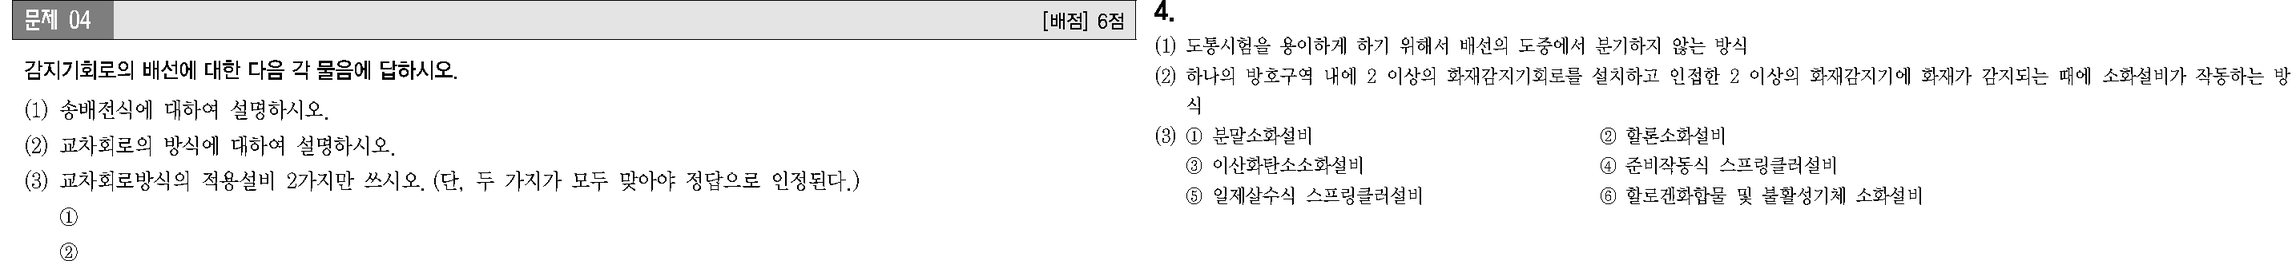 문제 04
[배점] 6점
감지기회로의 배선에 대한 다음 각 물음에 답하시오.
(1) 송배전식에 대하여 설명하시오.
(2) 교차회로의 방식에 대하여 설명하시오.
(3) 교차회로방식의 적용설비 2가지만 쓰시오. (단, 두 가지가 모두 맞아야 정답으로 인정된다.)
①
②
4.
(1) 도통시험을 용이하게 하기 위해서 배선의 도중에서 분기하지 않는 방식
(2) 하나의 방호구역 내에 2 이상의 화재감지기회로를 설치하고 인접한 2 이상의 화재감지기에 화재가 감지되는 때에 소화설비가 작동하는 방
식
(3) ① 분말소화설비 ② 할론소화설비
③ 이산화탄소소화설비 ④ 준비작동식 스프링클러설비
⑤ 일제살수식 스프링클러설비 ⑥ 할로겐화합물 및 불활성기체 소화설비